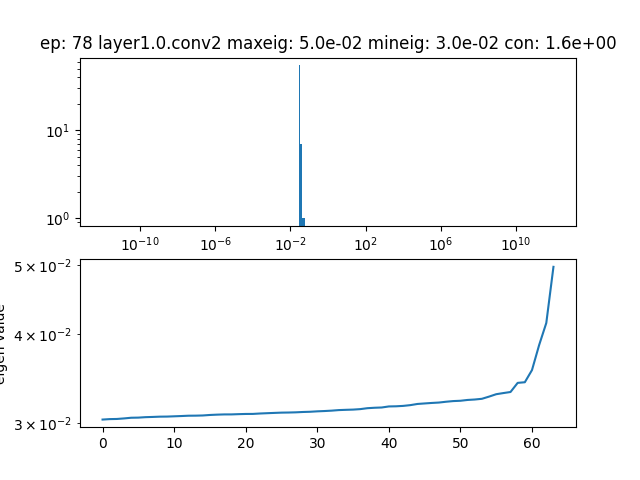 ep: 78 layer1.0.conv2 maxeig: 5.0e-02 mineig: 3.0e-02 con: 1.6e+00
10¹
10⁰
10⁻¹⁰ 10⁻⁶ 10⁻² 10² 10⁶ 10¹⁰
5 × 10⁻²
4 × 10⁻²
3 × 10⁻²
eigen value
0 10 20 30 40 50 60